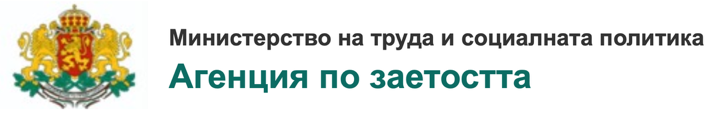 Министерство на труда и социалната политика
Агенция по заетостта